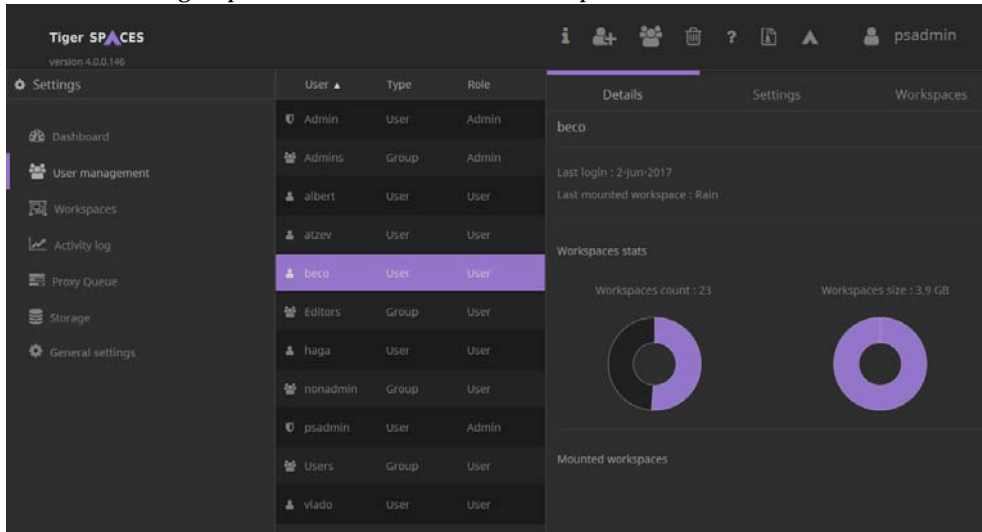 Tiger SPACES
version 4.0.0.146
psadmin
Settings
Dashboard
User management
Workspaces
Activity log
Proxy Queue
Storage
General settings
User ▲ Type Role
Admin User Admin
Admins Group Admin
albert User User
atzev User User
beco User User
Editors Group User
haga User User
nonadmin Group User
psadmin User Admin
Users Group User
vlado User User
Details Settings Workspaces
beco
Last login : 2-Jun-2017
Last mounted workspace : Rain
Workspaces stats
Workspaces count : 23 Workspaces size : 3.9 GB
Mounted workspaces